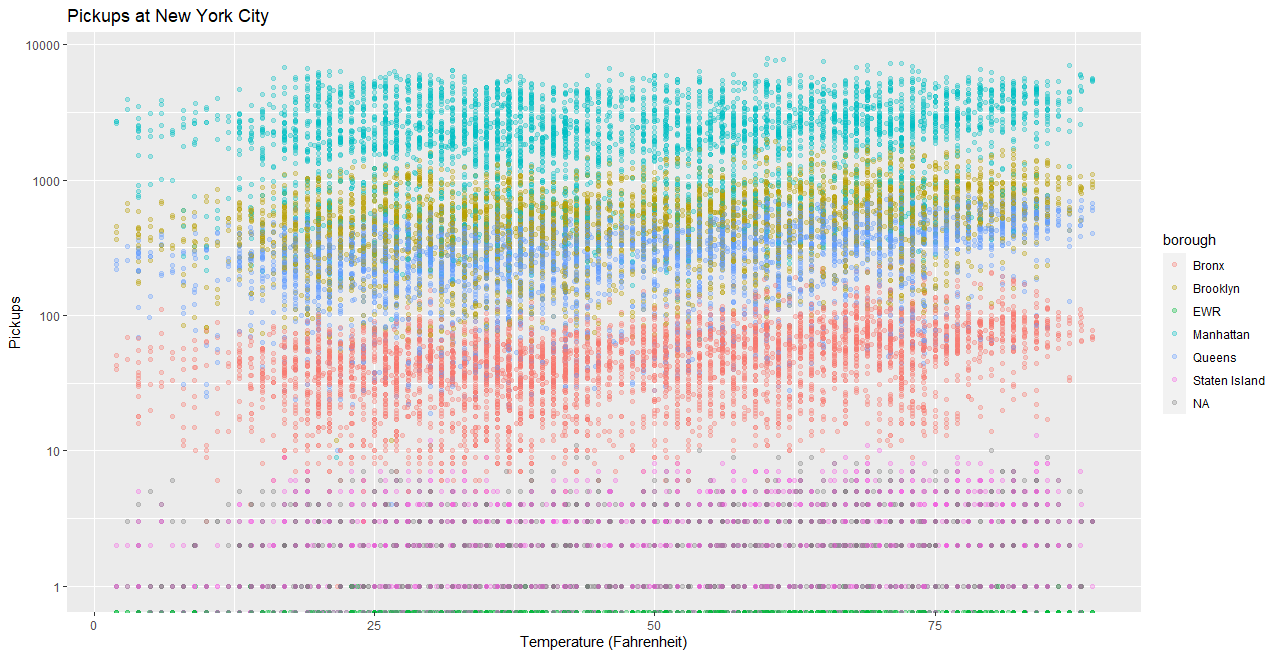 Pickups at New York City
10000
1000
100
10
1
Pickups
0
25
50
75
Temperature (Fahrenheit)
borough
Bronx
Brooklyn
EWR
Manhattan
Queens
Staten Island
NA